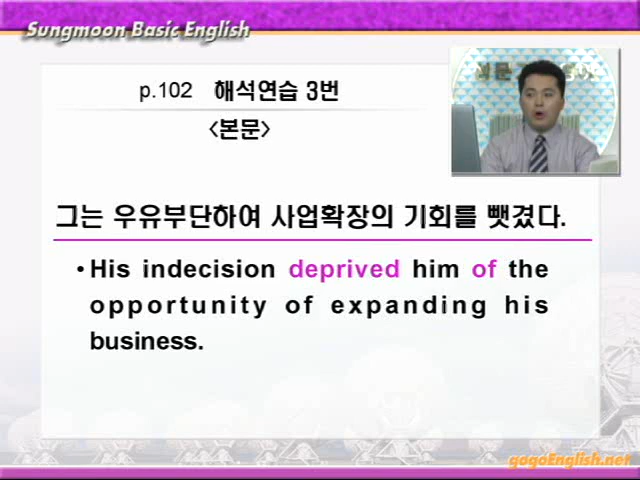 Sungmoon Basic English
p.102 해석연습 3번
<본문>
그는 우유부단하여 사업확장의 기회를 뺏겼다.
• His indecision deprived him of the
opportunity of expanding his
business.
gogoEnglish.net